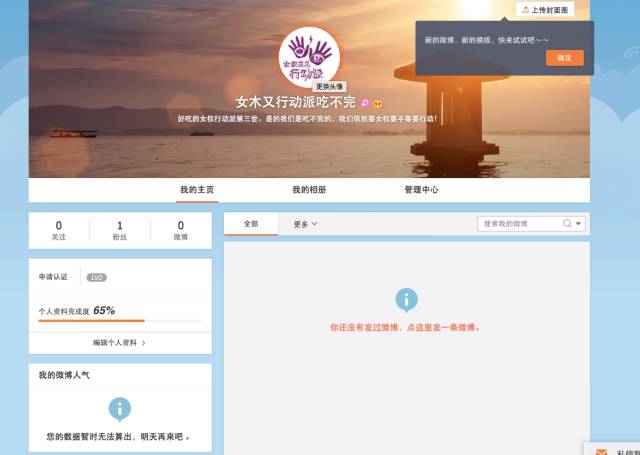 上传封面图
新的微博，新的模版，快来试试吧～～
确定
女权主义
行动派
更换头像
女木又行动派吃不完
好吃的女权行动派第三世。是的我们是吃不完的，我们依然要女权要平等要行动！
我的主页
我的相册
管理中心
0
关注
1
粉丝
0
微博
全部
更多
搜索我的微博
申请认证
Lv0
个人资料完成度 65%
编辑个人资料 >
我的微博人气
您的数据暂时无法算出，明天再来吧 。
你还没有发过微博，点这里发一条微博。